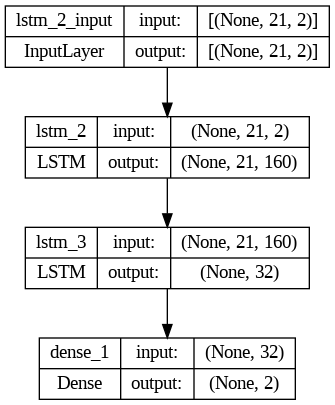 lstm_2_input input: [(None, 21, 2)]
InputLayer output: [(None, 21, 2)]
lstm_2 input: (None, 21, 2)
LSTM output: (None, 21, 160)
lstm_3 input: (None, 21, 160)
LSTM output: (None, 32)
dense_1 input: (None, 32)
Dense output: (None, 2)